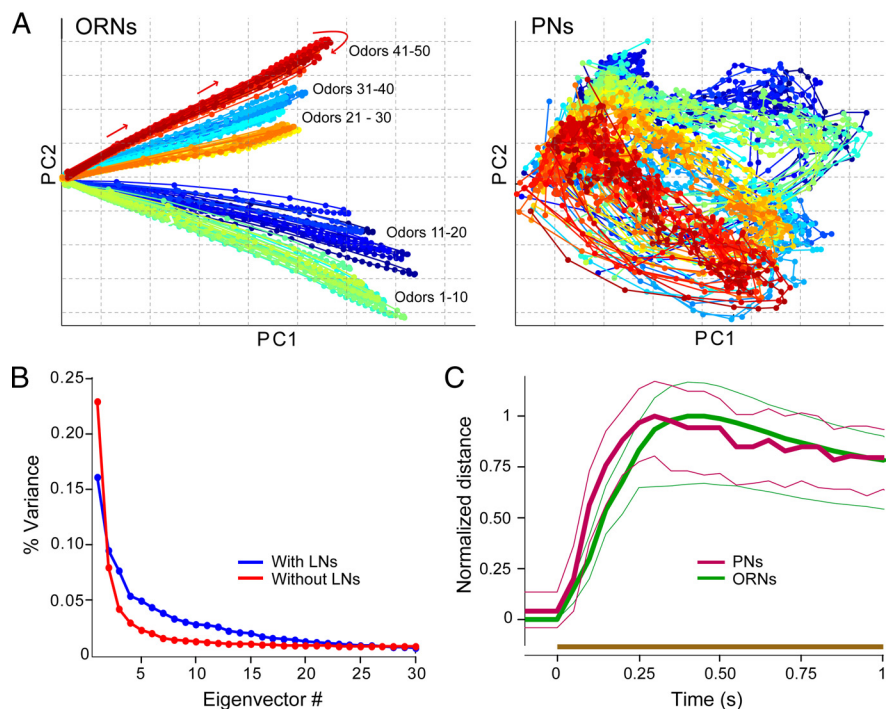 A
ORNs
Odors 41-50
Odors 31-40
Odors 21 - 30
Odors 11-20
Odors 1-10
PC2
PC1
PNs
PC1
B
0.25
0.20
0.15
0.10
0.05
0
% Variance
With LNs
Without LNs
5
10
15
20
25
30
Eigenvector #
C
1
0.75
0.50
0.25
0
Normalized distance
PNs
ORNs
0
0.25
0.50
0.75
1
Time (s)